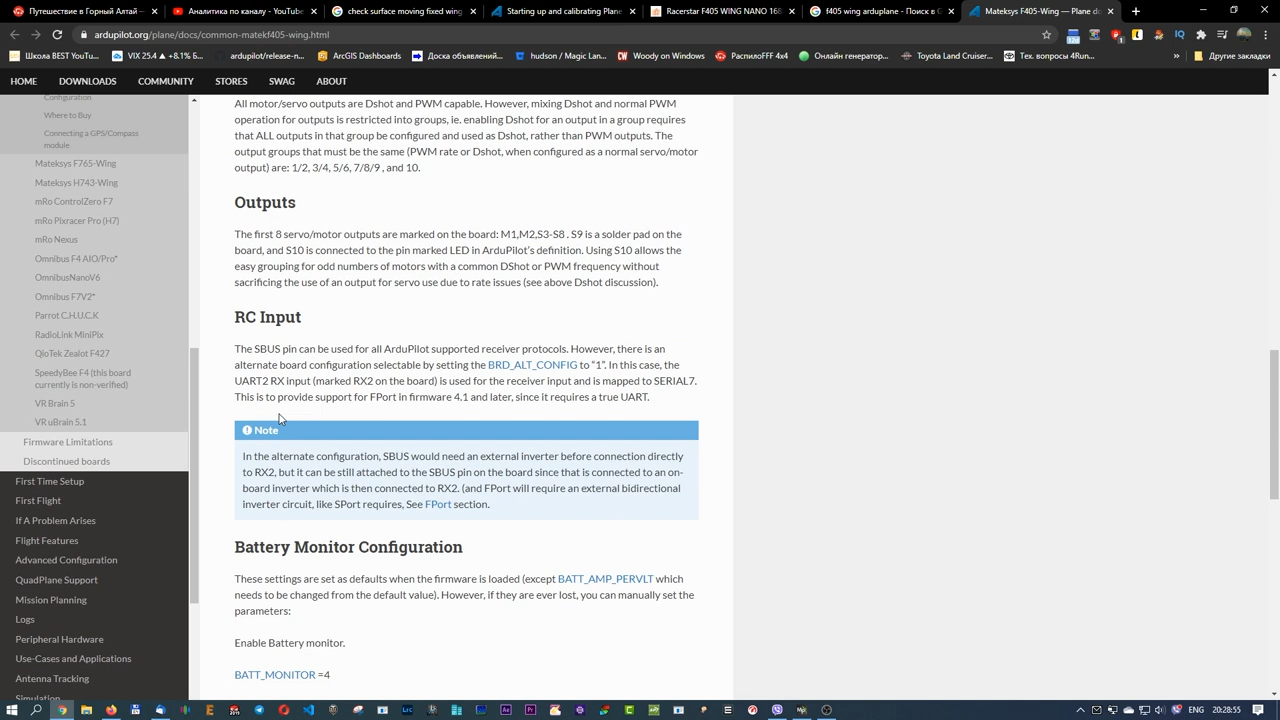 Путешествие в Горный Алтай -
YouTube - YouTube
check surface moving fixed wing
Starting up and calibrating Plane
Racerstar F405 WING NANO 168
f405 wing arduplane - Поиск в G
Mateksys F405-Wing — Plane do
ardupilot.org/plane/docs/common-matekf405-wing.html
Школа BEST YouTu...
VIX 25.4 ▲ +8.1% 5...
ardupilot/release-n...
ArcGIS Dashboards
Доска объявлений...
hudson / Magic Lan...
Woody on Windows
РаспилоFFF 4x4
Онлайн генератор...
Toyota Land Cruiser...
Тех. вопросы 4Run...
»
Другие закладки
HOME DOWNLOADS COMMUNITY STORES SWAG ABOUT
Configuration
Where to Buy
Connecting a GPS/Compass
module
Mateksys F765-Wing
Mateksys H743-Wing
mRo ControlZero F7
mRo Pixracer Pro (H7)
mRo Nexus
Omnibus F4 AIO/Pro*
OmnibusNanoV6
Omnibus F7V2*
Parrot C.H.U.C.K
RadioLink MiniPix
QioTek Zealot F427
SpeedyBee F4 (this board
currently is non-verified)
VR Brain 5
VR uBrain 5.1
Firmware Limitations
Discontinued boards
First Time Setup
First Flight
If A Problem Arises
Flight Features
Advanced Configuration
QuadPlane Support
Mission Planning
Logs
Peripheral Hardware
Use-Cases and Applications
Antenna Tracking
Simulation
All motor/servo outputs are Dshot and PWM capable. However, mixing Dshot and normal PWM
operation for outputs is restricted into groups, ie. enabling Dshot for an output in a group requires
that ALL outputs in that group be configured and used as Dshot, rather than PWM outputs. The
output groups that must be the same (PWM rate or Dshot, when configured as a normal servo/motor
output) are: 1/2, 3/4, 5/6, 7/8/9 , and 10.
Outputs
The first 8 servo/motor outputs are marked on the board: M1,M2,S3-S8 . S9 is a solder pad on the
board, and S10 is connected to the pin marked LED in ArduPilot's definition. Using S10 allows the
easy grouping for odd numbers of motors with a common DShot or PWM frequency without
sacrificing the use of an output for servo use due to rate issues (see above Dshot discussion).
RC Input
The SBUS pin can be used for all ArduPilot supported receiver protocols. However, there is an
alternate board configuration selectable by setting the BRD_ALT_CONFIG to “1”. In this case, the
UART2 RX input (marked RX2 on the board) is used for the receiver input and is mapped to SERIAL7.
This is to provide support for FPort in firmware 4.1 and later, since it requires a true UART.
Note
In the alternate configuration, SBUS would need an external inverter before connection directly
to RX2, but it can be still attached to the SBUS pin on the board since that is connected to an on-
board inverter which is then connected to RX2. (and FPort will require an external bidirectional
inverter circuit, like SPort requires, See FPort section.
Battery Monitor Configuration
These settings are set as defaults when the firmware is loaded (except BATT_AMP_PERVLT which
needs to be changed from the default value). However, if they are ever lost, you can manually set the
parameters:
Enable Battery monitor.
BATT_MONITOR =4
ENG
20:28:55